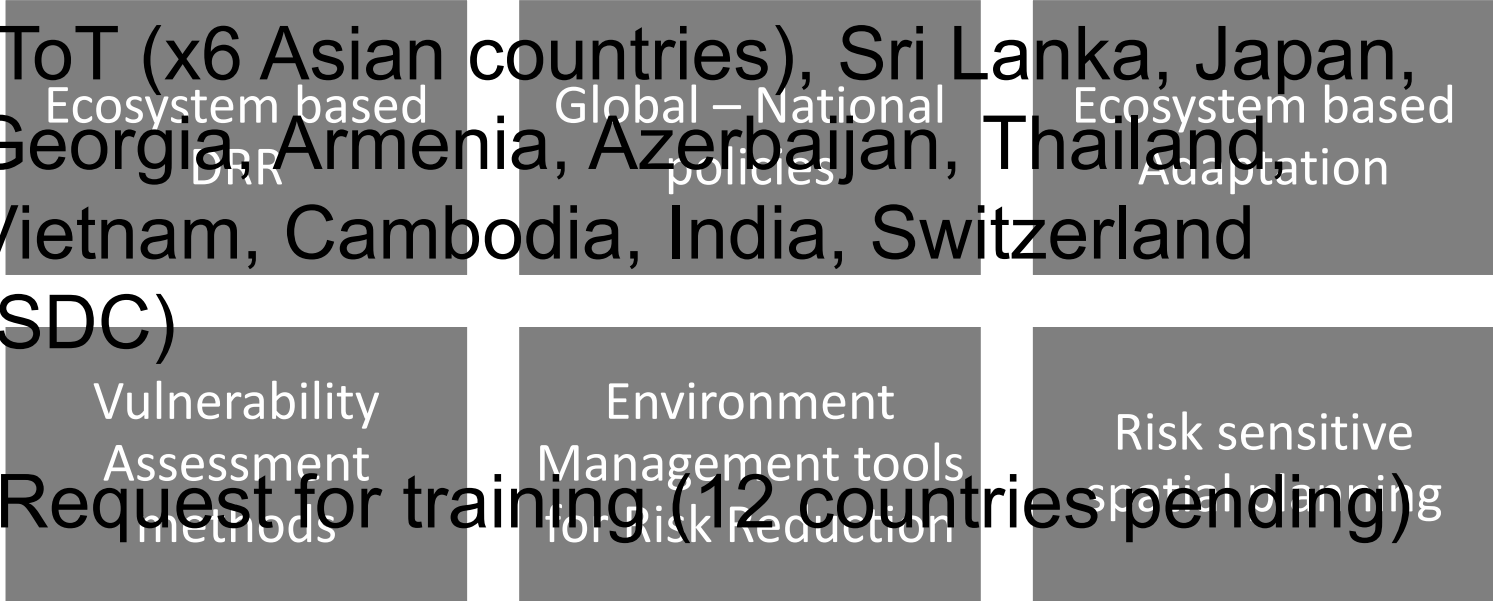 ToT (x6 Asian countries), Sri Lanka, Japan,
Georgia, Armenia, Azerbaijan, Thailand,
Vietnam, Cambodia, India, Switzerland
SDC)
Request for training (12 countries pending)
Ecosystem based
DRR
Global – National
policies
Ecosystem based
Adaptation
Vulnerability
Assessment
methods
Environment
Management tools
for Risk Reduction
Risk sensitive
spatial planning